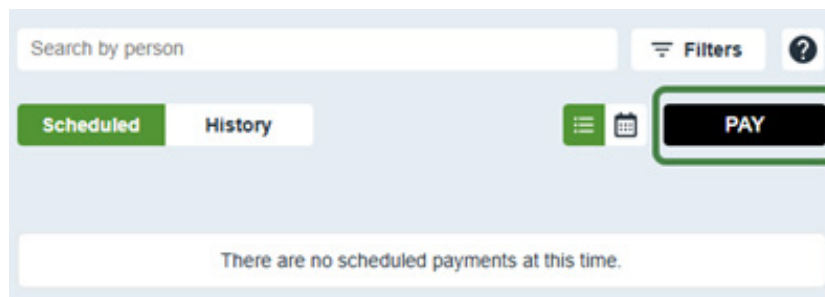 Search by person
Filters
?
Scheduled History
PAY
There are no scheduled payments at this time.